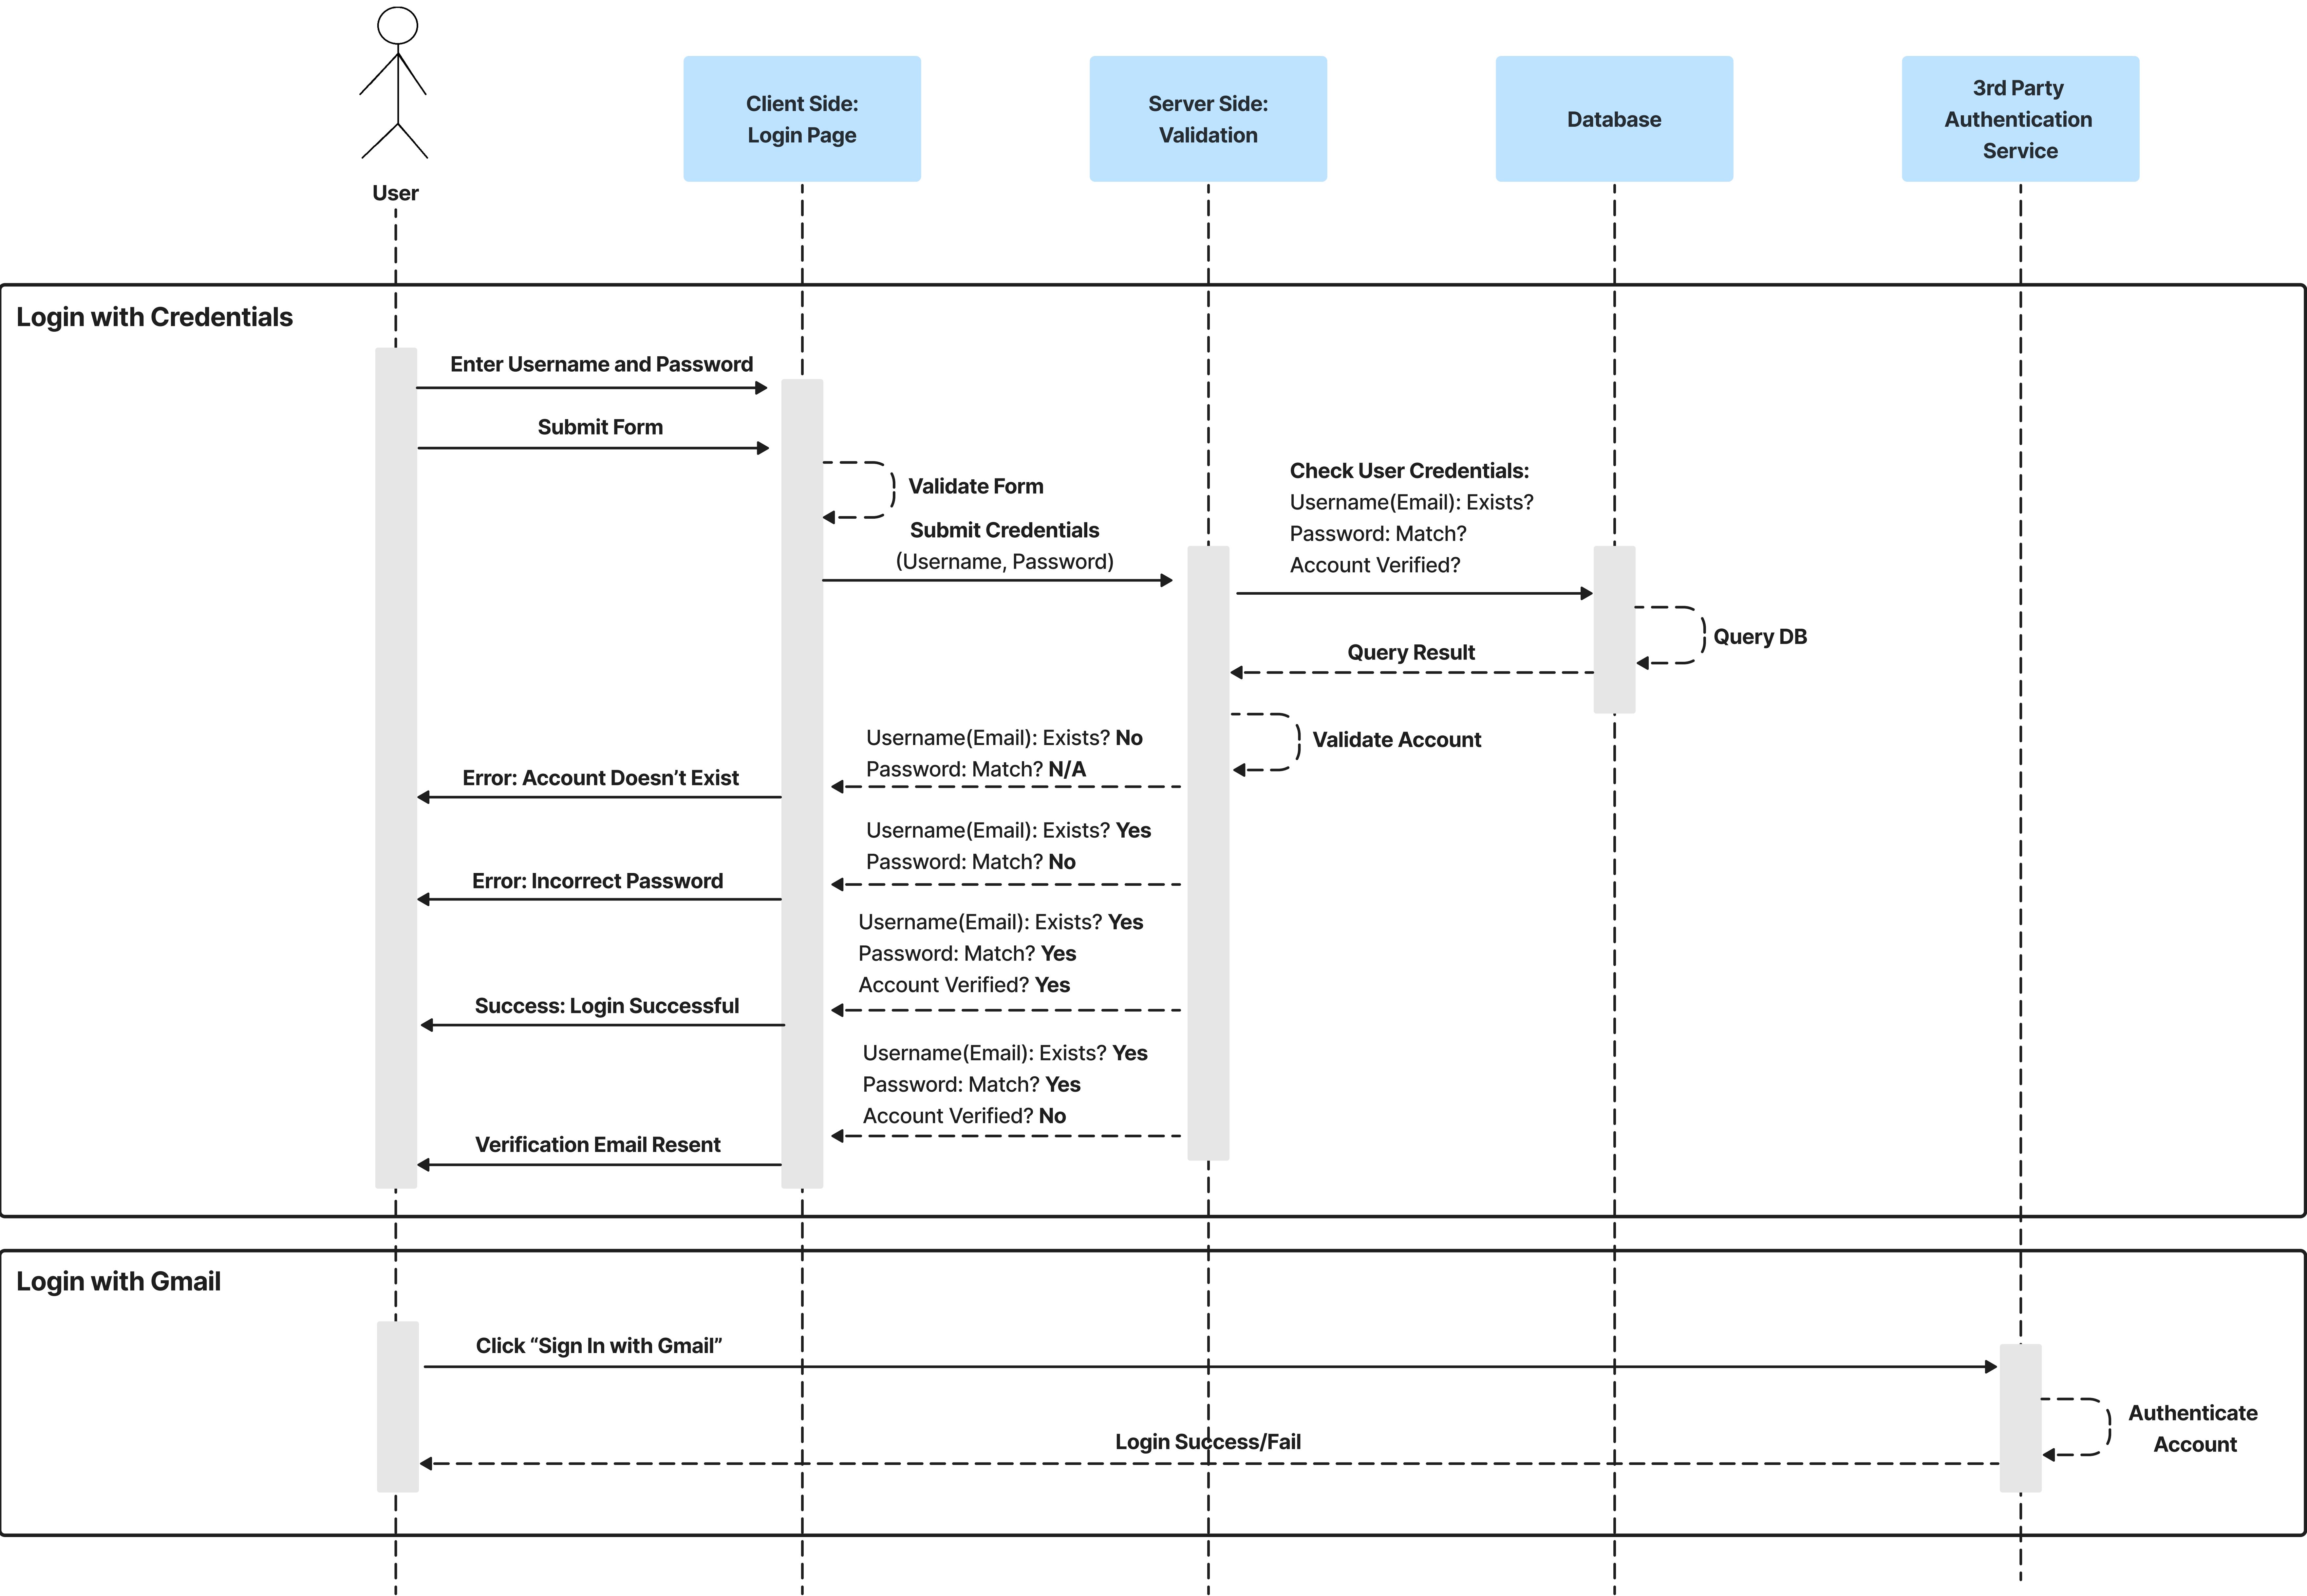 User
Client Side:
Login Page
Server Side:
Validation
Database
3rd Party
Authentication
Service
Login with Credentials
Enter Username and Password
Submit Form
Validate Form
Submit Credentials
(Username, Password)
Check User Credentials:
Username(Email): Exists?
Password: Match?
Account Verified?
Query DB
Query Result
Validate Account
Username(Email): Exists? No
Password: Match? N/A
Error: Account Doesn’t Exist
Username(Email): Exists? Yes
Password: Match? No
Error: Incorrect Password
Username(Email): Exists? Yes
Password: Match? Yes
Account Verified? Yes
Success: Login Successful
Username(Email): Exists? Yes
Password: Match? Yes
Account Verified? No
Verification Email Resent
Login with Gmail
Click “Sign In with Gmail”
Authenticate
Account
Login Success/Fail